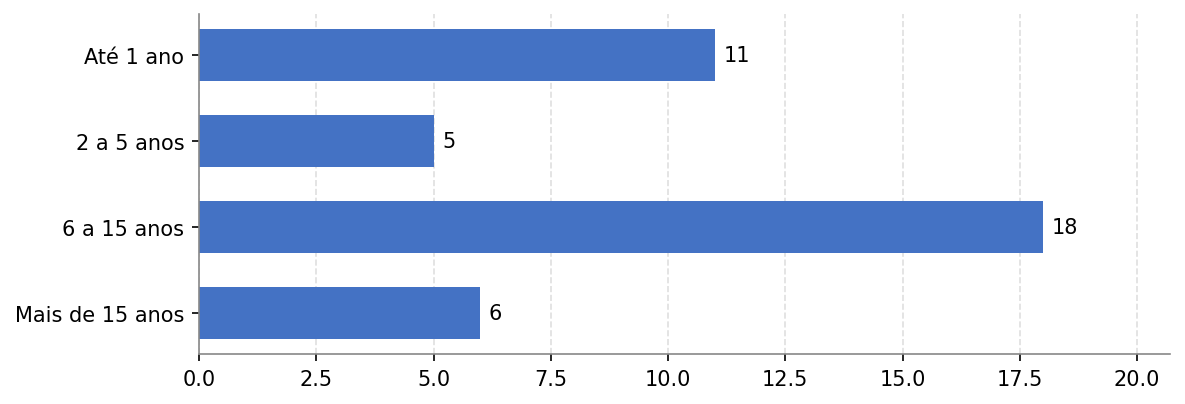 Até 1 ano 11
2 a 5 anos 5
6 a 15 anos 18
Mais de 15 anos 6
0.0 2.5 5.0 7.5 10.0 12.5 15.0 17.5 20.0